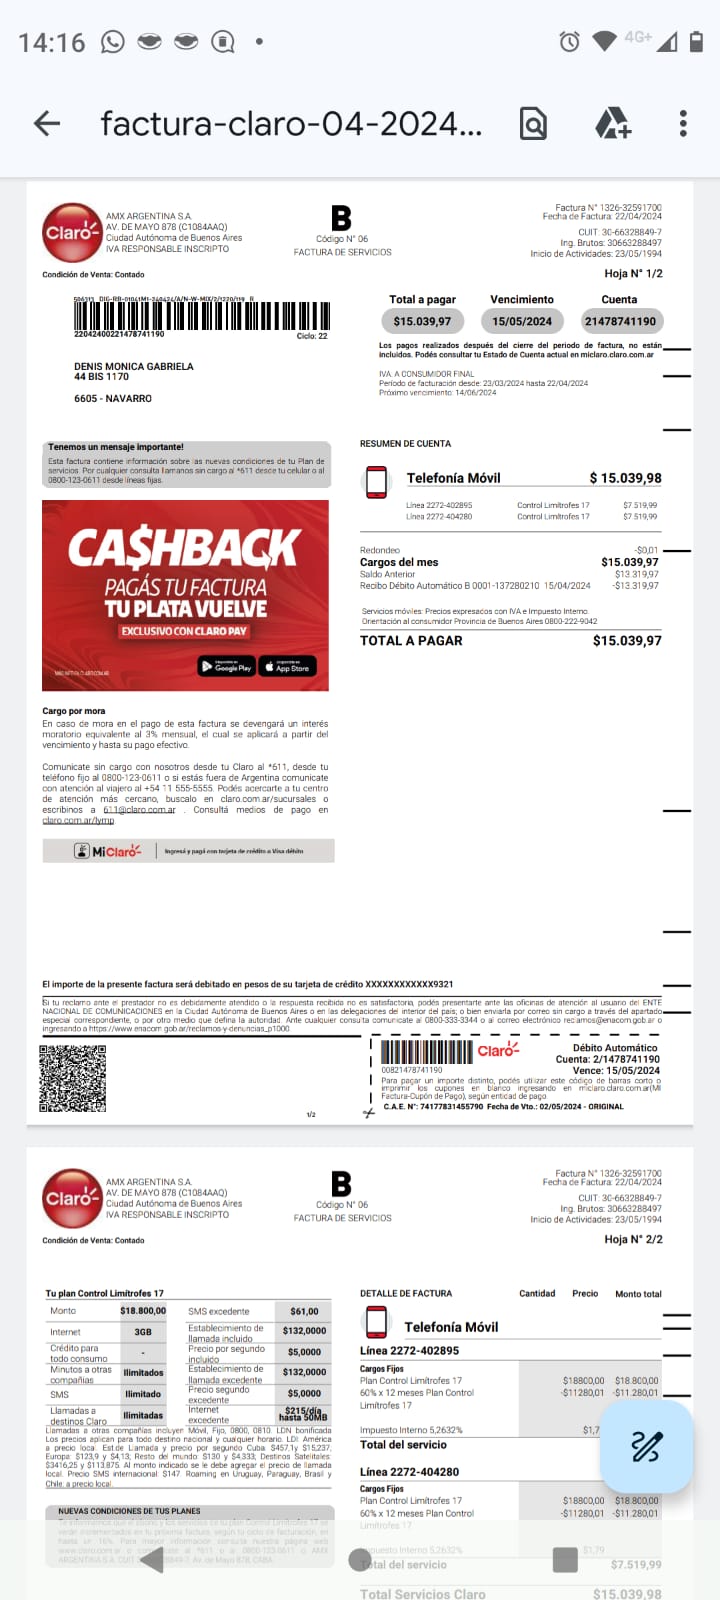 14:16
4G+
factura-claro-04-2024...
Claro
AMX ARGENTINA S.A.
AV. DE MAYO 878 (C1084AAQ)
Ciudad Autónoma de Buenos Aires
IVA RESPONSABLE INSCRIPTO
B
Código N° 06
FACTURA DE SERVICIOS
Factura N° 1326-32591700
Fecha de Factura: 22/04/2024
CUIT: 30-66328849-7
Ing. Brutos: 30663288497
Inicio de Actividades: 23/05/1994
Condición de Venta: Contado
Hoja N° 1/2
2204240022147874119​0
Ciclo: 22
DENIS MONICA GABRIELA
44 BIS 1170
6605 - NAVARRO
Total a pagar Vencimiento Cuenta
$15.039,97 15/05/2024 21478741190
Los pagos realizados después del cierre del periodo de factura, no están
incluidos. Podés consultar tu Estado de Cuenta actual en miclaro.claro.com.ar
IVA: A CONSUMIDOR FINAL
Período de facturación desde: 23/03/2024 hasta 22/04/2024
Próximo vencimiento: 14/06/2024
Tenemos un mensaje importante!
Esta factura contiene información sobre las nuevas condiciones de tu Plan de
servicios. Por cualquier consulta llamanos sin cargo al *611 desde tu celular o al
0800-123-0611 desde líneas fijas.
CA$HBACK
PAGÁS TU FACTURA
TU PLATA VUELVE
EXCLUSIVO CON CLARO PAY
Google Play
App Store
RESUMEN DE CUENTA
Telefonía Móvil $ 15.039,98
Línea 2272-402895 Control Limítrofes 17 $7.519,99
Línea 2272-404280 Control Limítrofes 17 $7.519,99
Redondeo -$0,01
Cargos del mes $15.039,97
Saldo Anterior $13.319,97
Recibo Débito Automático B 0001-137280210 15/04/2024 -$13.319,97
Servicios móviles: Precios expresados con IVA e Impuesto Interno.
Orientación al consumidor Provincia de Buenos Aires 0800-222-9042
TOTAL A PAGAR $15.039,97
Cargo por mora
En caso de mora en el pago de esta factura se devengará un interés
moratorio equivalente al 3% mensual, el cual se aplicará a partir del
vencimiento y hasta su pago efectivo.
Comunicate sin cargo con nosotros desde tu Claro al *611, desde tu
teléfono fijo al 0800-123-0611 o si estás fuera de Argentina comunicate
con atención al viajero al +54 11 555-5555. Podés acercarte a tu centro
de atención más cercano, buscalo en claro.com.ar/sucursales o
escribinos a 611@claro.com.ar . Consultá medios de pago en
claro.com.ar/lymp
MiClaro
Ingresá y pagá con tarjeta de crédito o Visa débito
El importe de la presente factura será debitado en pesos de su tarjeta de crédito XXXXXXXXXXXX9321
Si tu reclamo ante el prestador no es debidamente atendido o la respuesta recibida no es satisfactoria, podés presentarte ante las oficinas de atención al usuario del ENTE
NACIONAL DE COMUNICACIONES en la Ciudad Autónoma de Buenos Aires o en las delegaciones del interior del país; o bien enviarla por correo sin cargo a través del apartado
especial correspondiente, o por otro medio que defina la autoridad. Ante cualquier consulta comunicate al 0800-333-3344 o al correo electrónico reclamos@enacom.gob.ar o
ingresando a https://www.enacom.gob.ar/reclamos-y-denuncias_p1000.
Claro
00821478741190
Débito Automático
Cuenta: 2/1478741190
Vence: 15/05/2024
Para pagar un importe distinto, podés utilizar este código de barras corto o
imprimir los cupones en blanco ingresando en miclaro.claro.com.ar(MI
Factura-Cupón de Pago), según entidad de pago
C.A.E. N°: 74177831455790 Fecha de Vto.: 02/05/2024 - ORIGINAL
1/2
Claro
AMX ARGENTINA S.A.
AV. DE MAYO 878 (C1084AAQ)
Ciudad Autónoma de Buenos Aires
IVA RESPONSABLE INSCRIPTO
B
Código N° 06
FACTURA DE SERVICIOS
Factura N° 1326-32591700
Fecha de Factura: 22/04/2024
CUIT: 30-66328849-7
Ing. Brutos: 30663288497
Inicio de Actividades: 23/05/1994
Condición de Venta: Contado
Hoja N° 2/2
Tu plan Control Limítrofes 17
Monto $18.800,00 SMS excedente $61,00
Internet 3GB Establecimiento de llamada incluido $132,0000
Crédito para todo consumo - Precio por segundo incluido $5,0000
Minutos a otras compañías Ilimitados Establecimiento de llamada excedente $132,0000
SMS Ilimitado Precio segundo excedente $5,0000
Llamadas a destinos Claro Ilimitadas Internet excedente $215/día hasta 50MB
Llamadas a otras compañías incluyen Móvil, Fijo, 0800, 0810. LDN bonificada
Los precios aplican para todo destino nacional y cualquier horario. LDI: América
a precio local. Est.de Llamada y precio por segundo Cuba: $457,1y $15,237;
Europa: $123,9 y $4,13; Resto del mundo: $130 y $4,333; Destinos Satelitales:
$3416,25 y $113,875. Al monto indicado se le debe agregar el precio de llamada
local. Precio SMS internacional: $147. Roaming en Uruguay, Paraguay, Brasil y
Chile: a precio local.
NUEVAS CONDICIONES DE TUS PLANES
DETALLE DE FACTURA Cantidad Precio Monto total
Telefonía Móvil
Línea 2272-402895
Cargos Fijos
Plan Control Limítrofes 17 $18800,00 $18.800,00
60% x 12 meses Plan Control -$11280,01 -$11.280,01
Limítrofes 17
Impuesto Interno 5,2632% $1,7
Total del servicio
Línea 2272-404280
Cargos Fijos
Plan Control Limítrofes 17 $18800,00 $18.800,00
60% x 12 meses Plan Control -$11280,01 -$11.280,01
Limítrofes 17
Impuesto Interno 5,2632% $1,79
Total del servicio $7.519,99
Total Servicios Claro $15.039,98